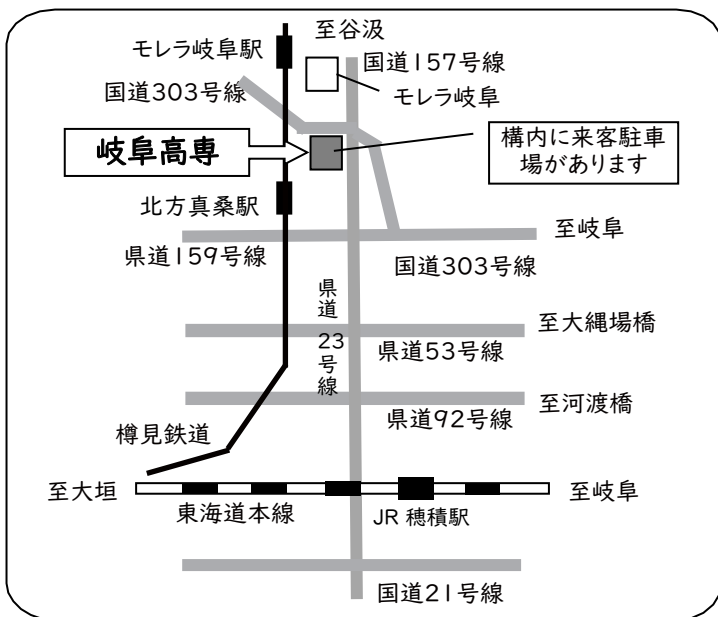 至谷汲
モレラ岐阜駅
国道157号線
国道303号線
モレラ岐阜
岐阜高専
構内に来客駐車
場があります
北方真桑駅
至岐阜
県道159号線
国道303号線
県道
23
号線
至大縄場橋
県道53号線
至河渡橋
県道92号線
樽見鉄道
至大垣
至岐阜
東海道本線
JR 穂積駅
国道21号線